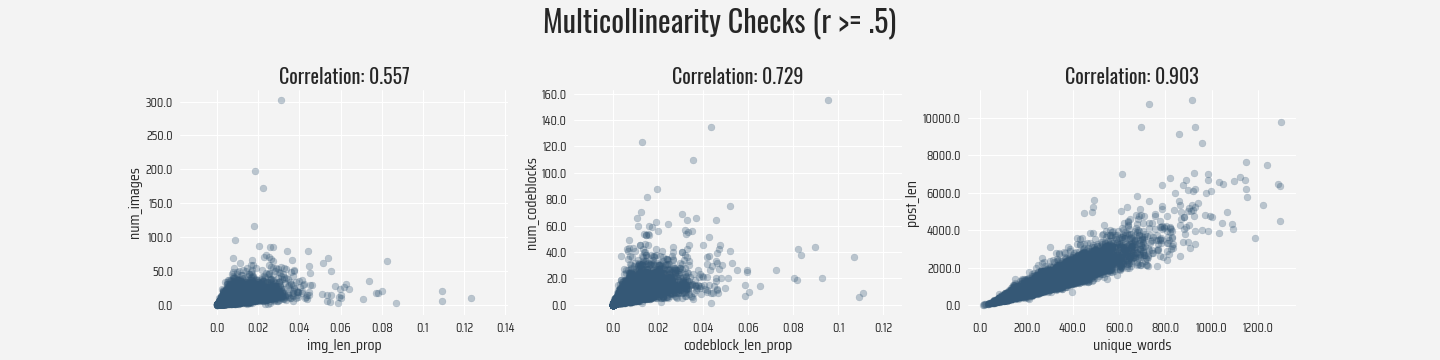 Multicollinearity Checks (r >= .5)
Correlation: 0.557
num_images
300.0
250.0
200.0
150.0
100.0
50.0
0.0
0.0 0.02 0.04 0.06 0.08 0.1 0.12 0.14
img_len_prop
Correlation: 0.729
num_codeblocks
160.0
140.0
120.0
100.0
80.0
60.0
40.0
20.0
0.0
0.0 0.02 0.04 0.06 0.08 0.1 0.12
codeblock_len_prop
Correlation: 0.903
post_len
10000.0
8000.0
6000.0
4000.0
2000.0
0.0
0.0 200.0 400.0 600.0 800.0 1000.0 1200.0
unique_words